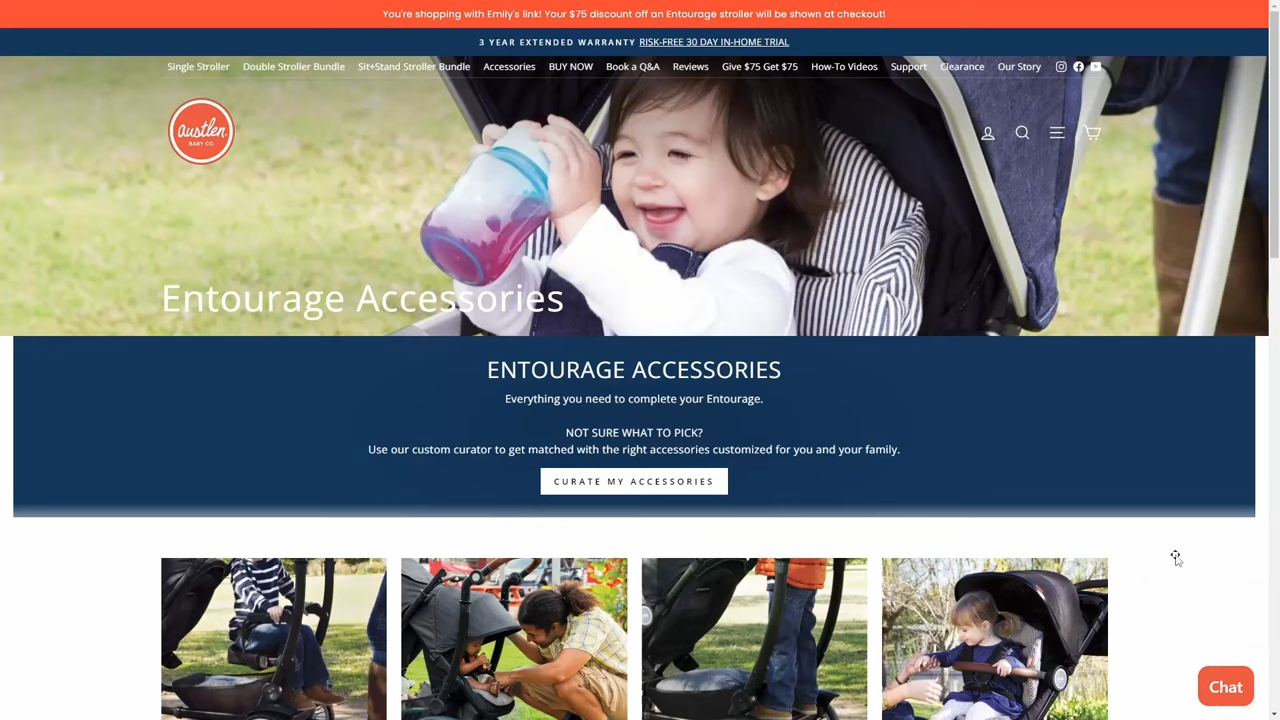 You're shopping with Emily's link! Your $75 discount off an Entourage stroller will be shown at checkout!
3 YEAR EXTENDED WARRANTY RISK-FREE 30 DAY IN-HOME TRIAL
Single Stroller Double Stroller Bundle Sit+Stand Stroller Bundle Accessories BUY NOW Book a Q&A Reviews Give $75 Get $75 How-To Videos Support Clearance Our Story
austlen
BABY CO.
Entourage Accessories
ENTOURAGE ACCESSORIES
Everything you need to complete your Entourage.
NOT SURE WHAT TO PICK?
Use our custom curator to get matched with the right accessories customized for you and your family.
CURATE MY ACCESSORIES
Chat